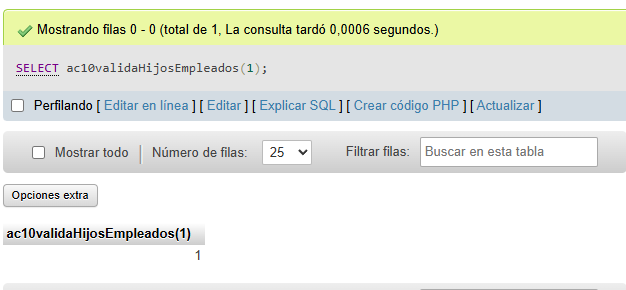 Mostrando filas 0 - 0 (total de 1, La consulta tardó 0,0006 segundos.)
SELECT ac10validaHijosEmpleados(1);
Perfilando [ Editar en línea ] [ Editar ] [ Explicar SQL ] [ Crear código PHP ] [ Actualizar ]
Mostrar todo | Número de filas: 25 Filtrar filas: Buscar en esta tabla
Opciones extra
ac10validaHijosEmpleados(1)
1